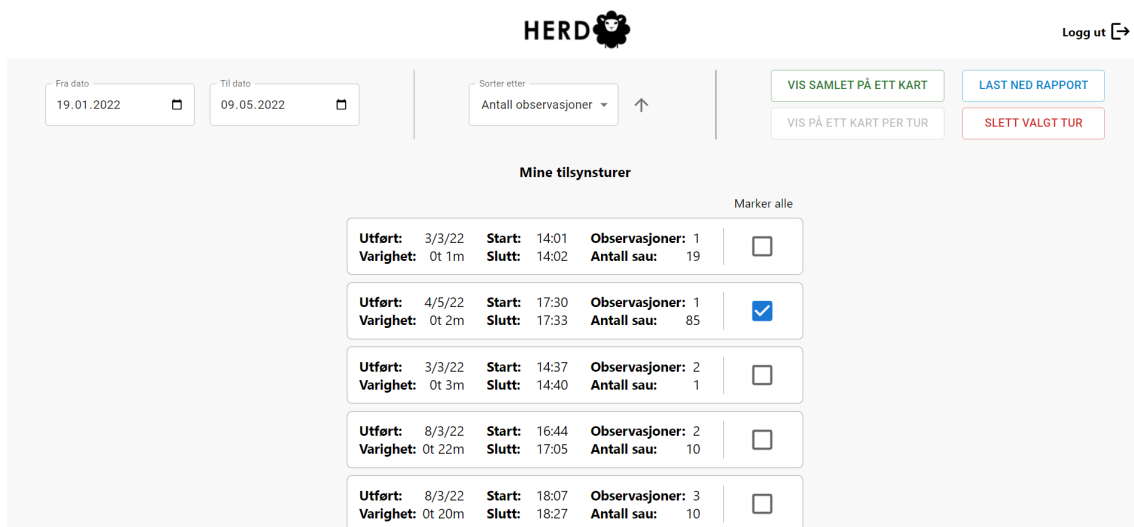 HERD
Logg ut
Fra dato
19.01.2022
Til dato
09.05.2022
Sorter etter
Antall observasjoner
VIS SAMLET PÅ ETT KART
LAST NED RAPPORT
VIS PÅ ETT KART PER TUR
SLETT VALGT TUR
Mine tilsynsturer
Marker alle
Utført: 3/3/22 Start: 14:01 Observasjoner: 1
Varighet: 0t 1m Slutt: 14:02 Antall sau: 19
Utført: 4/5/22 Start: 17:30 Observasjoner: 1
Varighet: 0t 2m Slutt: 17:33 Antall sau: 85
Utført: 3/3/22 Start: 14:37 Observasjoner: 2
Varighet: 0t 3m Slutt: 14:40 Antall sau: 1
Utført: 8/3/22 Start: 16:44 Observasjoner: 2
Varighet: 0t 22m Slutt: 17:05 Antall sau: 10
Utført: 8/3/22 Start: 18:07 Observasjoner: 3
Varighet: 0t 20m Slutt: 18:27 Antall sau: 10